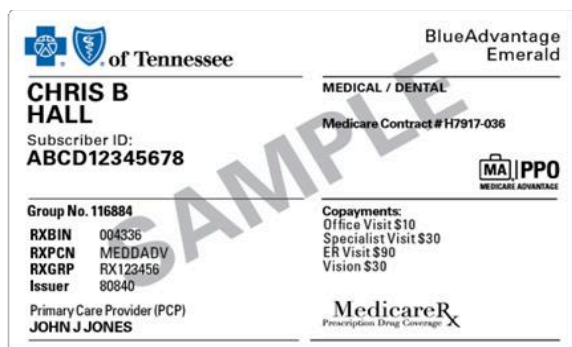 of Tennessee
BlueAdvantage
Emerald
CHRIS B
HALL
Subscriber ID:
ABCD12345678
MEDICAL / DENTAL
Medicare Contract # H7917-036
MA PPO
MEDICARE ADVANTAGE
SAMPLE
Group No. 116884
RXBIN 004336
RXPCN MEDDADV
RXGRP RX123456
Issuer 80840
Primary Care Provider (PCP)
JOHN J JONES
Copayments:
Office Visit $10
Specialist Visit $30
ER Visit $90
Vision $30
MedicareRx
Prescription Drug Coverage